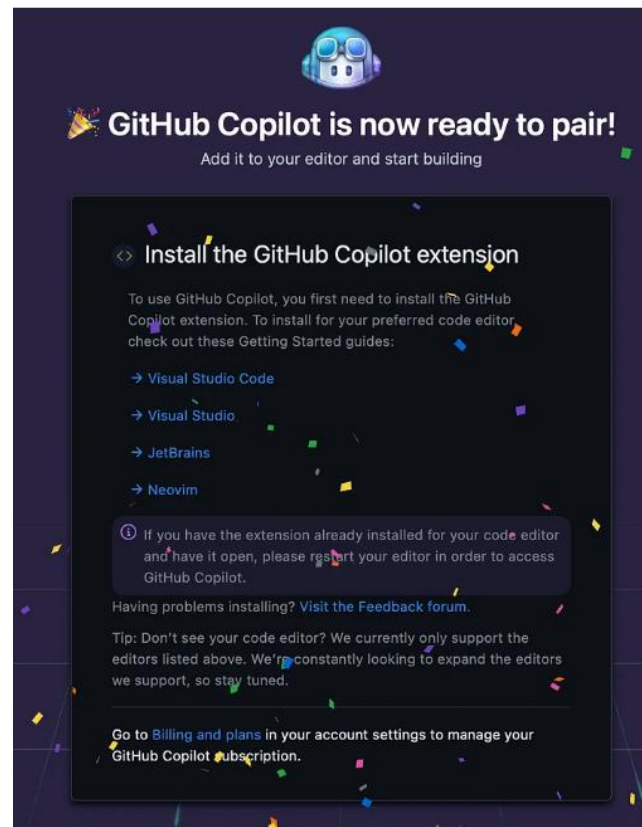 🎉 GitHub Copilot is now ready to pair!
Add it to your editor and start building
<> Install the GitHub Copilot extension
To use GitHub Copilot, you first need to install the GitHub
Copilot extension. To install for your preferred code editor,
check out these Getting Started guides:
→ Visual Studio Code
→ Visual Studio
→ JetBrains
→ Neovim
If you have the extension already installed for your code editor
and have it open, please restart your editor in order to access
GitHub Copilot.
Having problems installing? Visit the Feedback forum.
Tip: Don't see your code editor? We currently only support the
editors listed above. We're constantly looking to expand the editors
we support, so stay tuned.
Go to Billing and plans in your account settings to manage your
GitHub Copilot subscription.